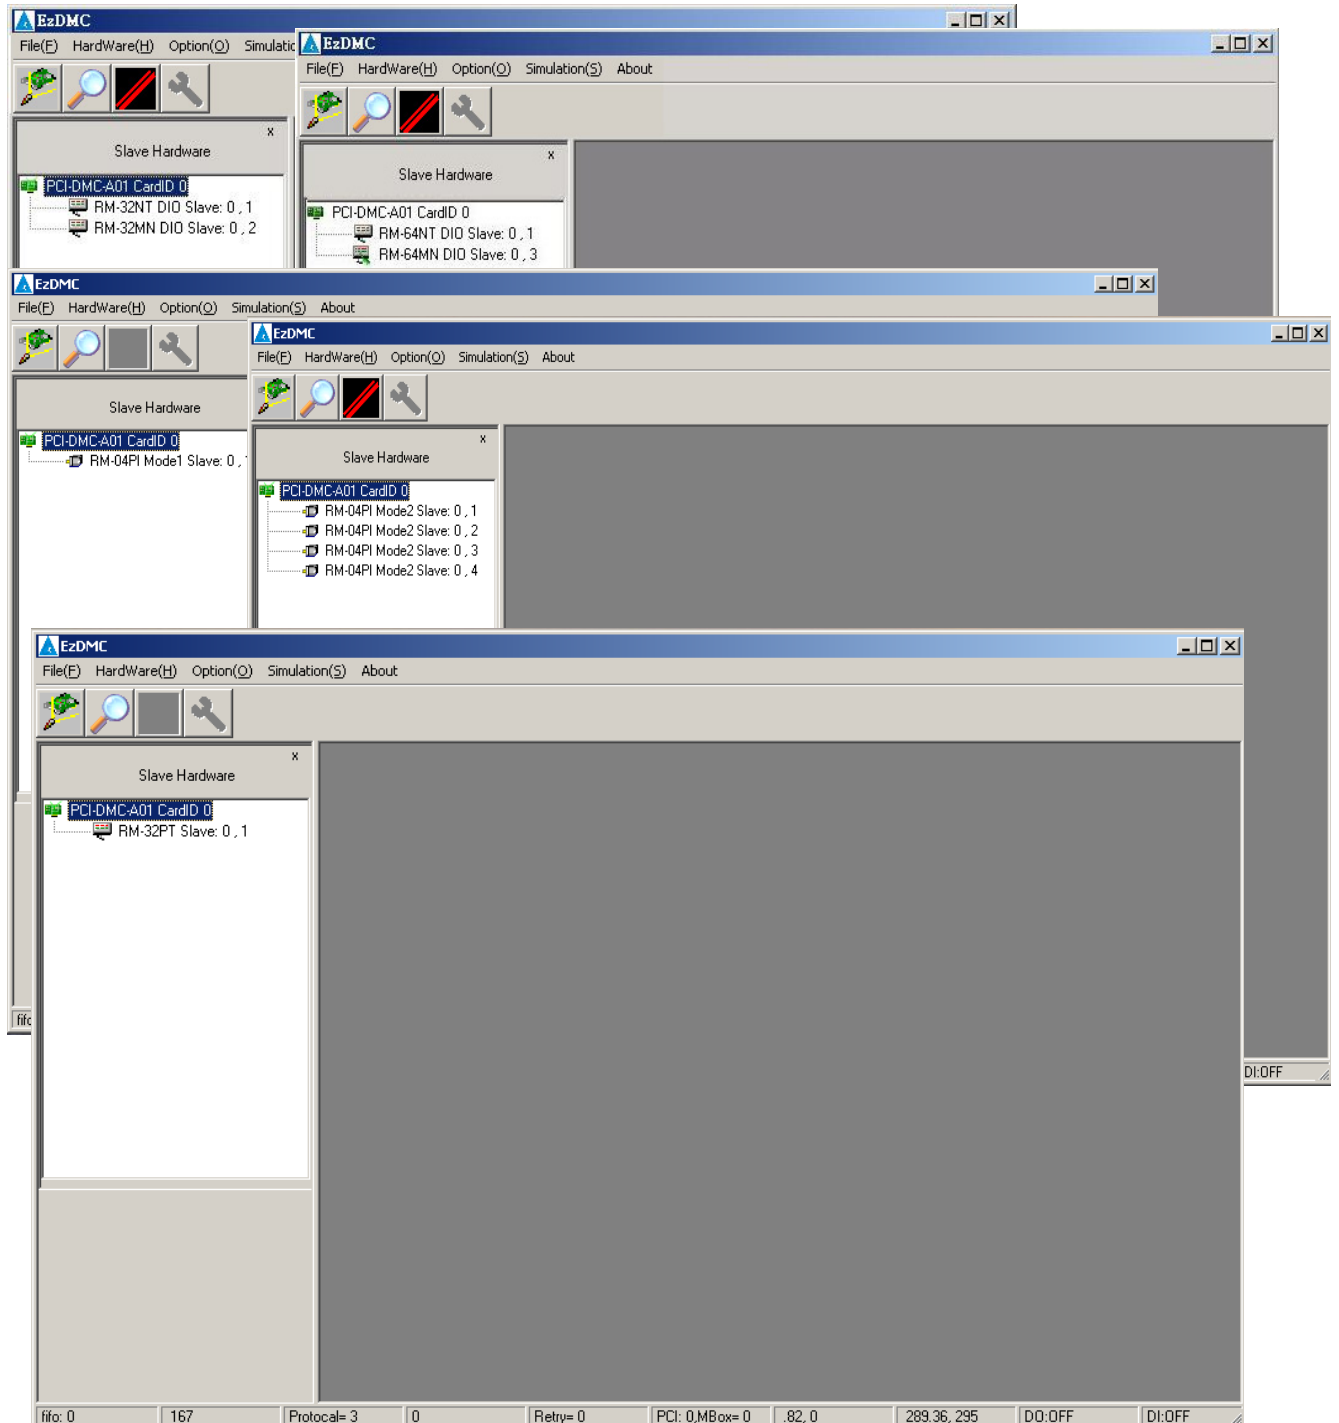 EzDMC
File(F) HardWare(H) Option(O) Simulatio
x
Slave Hardware
PCI-DMC-A01 CardID 0
RM-32NT DIO Slave: 0 , 1
RM-32MN DIO Slave: 0 , 2
EzDMC
File(F) HardWare(H) Option(O) Simulation(S) About
x
Slave Hardware
PCI-DMC-A01 CardID 0
RM-64NT DIO Slave: 0 , 1
RM-64MN DIO Slave: 0 , 3
EzDMC
File(F) HardWare(H) Option(O) Simulation(S) About
Slave Hardware
PCI-DMC-A01 CardID 0
RM-04PI Mode1 Slave: 0 ,
fifo
EzDMC
File(F) HardWare(H) Option(O) Simulation(S) About
x
Slave Hardware
PCI-DMC-A01 CardID 0
RM-04PI Mode2 Slave: 0 , 1
RM-04PI Mode2 Slave: 0 , 2
RM-04PI Mode2 Slave: 0 , 3
RM-04PI Mode2 Slave: 0 , 4
DI:OFF
EzDMC
File(F) HardWare(H) Option(O) Simulation(S) About
x
Slave Hardware
PCI-DMC-A01 CardID 0
RM-32PT Slave: 0 , 1
fifo: 0 167 Protocal= 3 0 Retry= 0 PCI: 0,MBox= 0 .82, 0 289.36, 295 DO:OFF DI:OFF